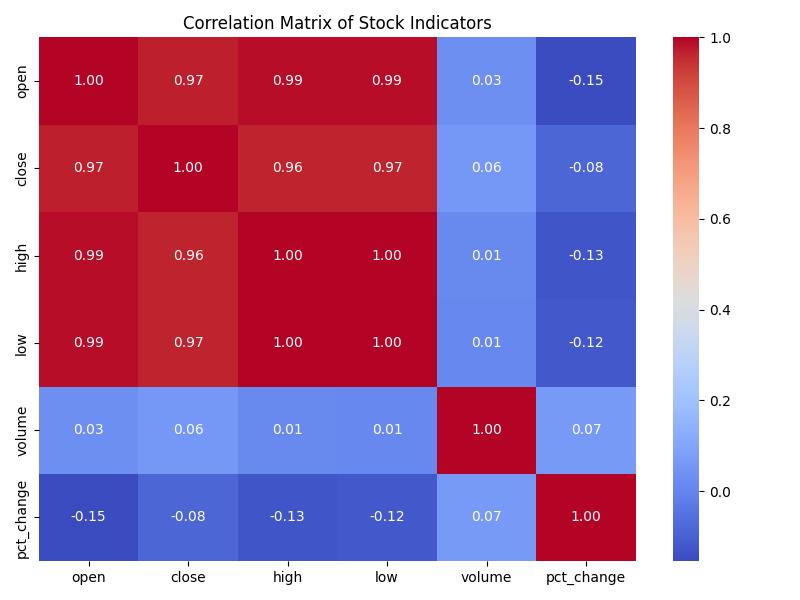 Correlation Matrix of Stock Indicators
open 1.00 0.97 0.99 0.99 0.03 -0.15
close 0.97 1.00 0.96 0.97 0.06 -0.08
high 0.99 0.96 1.00 1.00 0.01 -0.13
low 0.99 0.97 1.00 1.00 0.01 -0.12
volume 0.03 0.06 0.01 0.01 1.00 0.07
pct_change -0.15 -0.08 -0.13 -0.12 0.07 1.00
open close high low volume pct_change
1.0
0.8
0.6
0.4
0.2
0.0